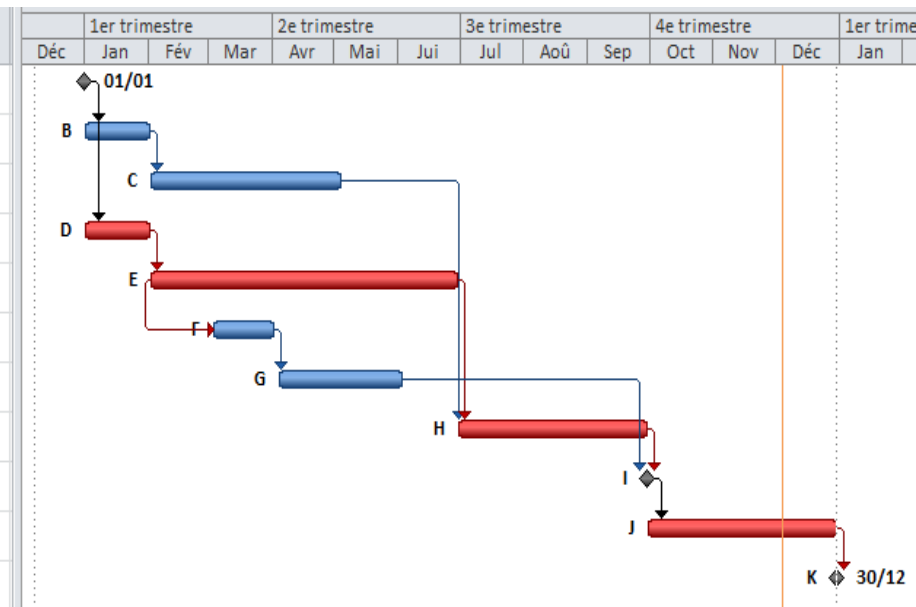 1er trimestre 2e trimestre 3e trimestre 4e trimestre 1er trime
Déc Jan Fév Mar Avr Mai Jui Jul Aoû Sep Oct Nov Déc Jan
01/01
B
C
D
E
F
G
H
I
J
K 30/12